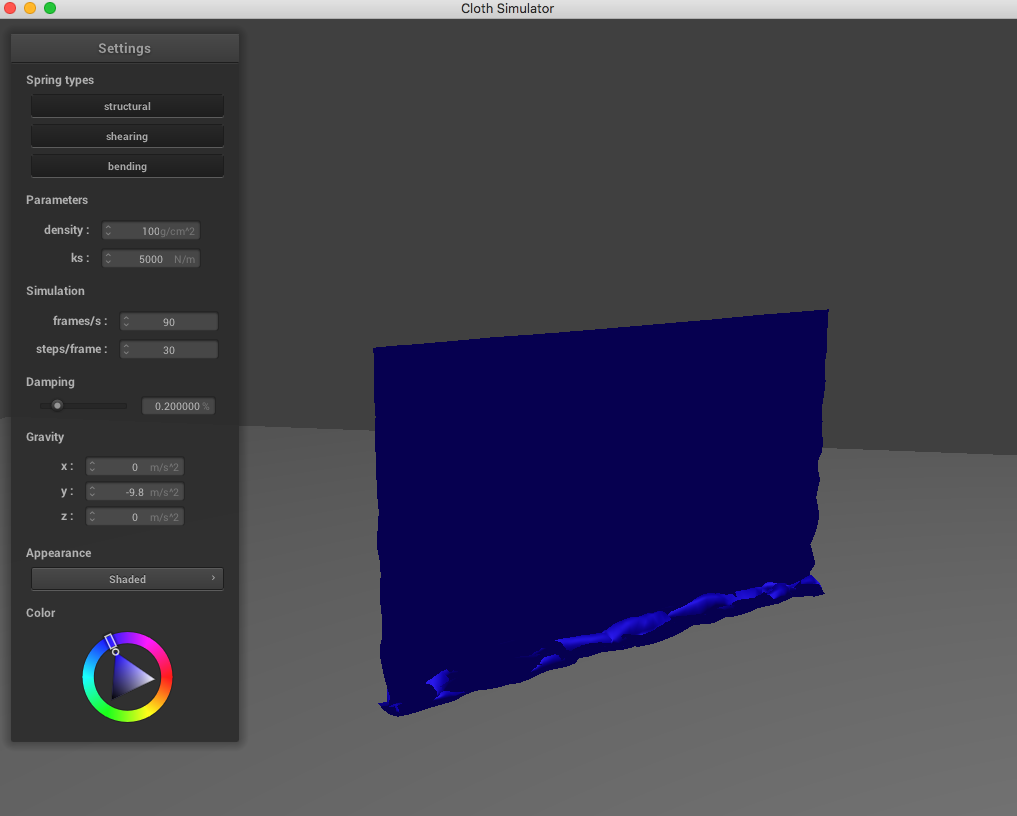 Cloth Simulator
Settings
Spring types
structural
shearing
bending
Parameters
density : 100g/cm^2
ks : 5000 N/m
Simulation
frames/s : 90
steps/frame : 30
Damping
0.200000 %
Gravity
x : 0 m/s^2
y : -9.8 m/s^2
z : 0 m/s^2
Appearance
Shaded ›
Color